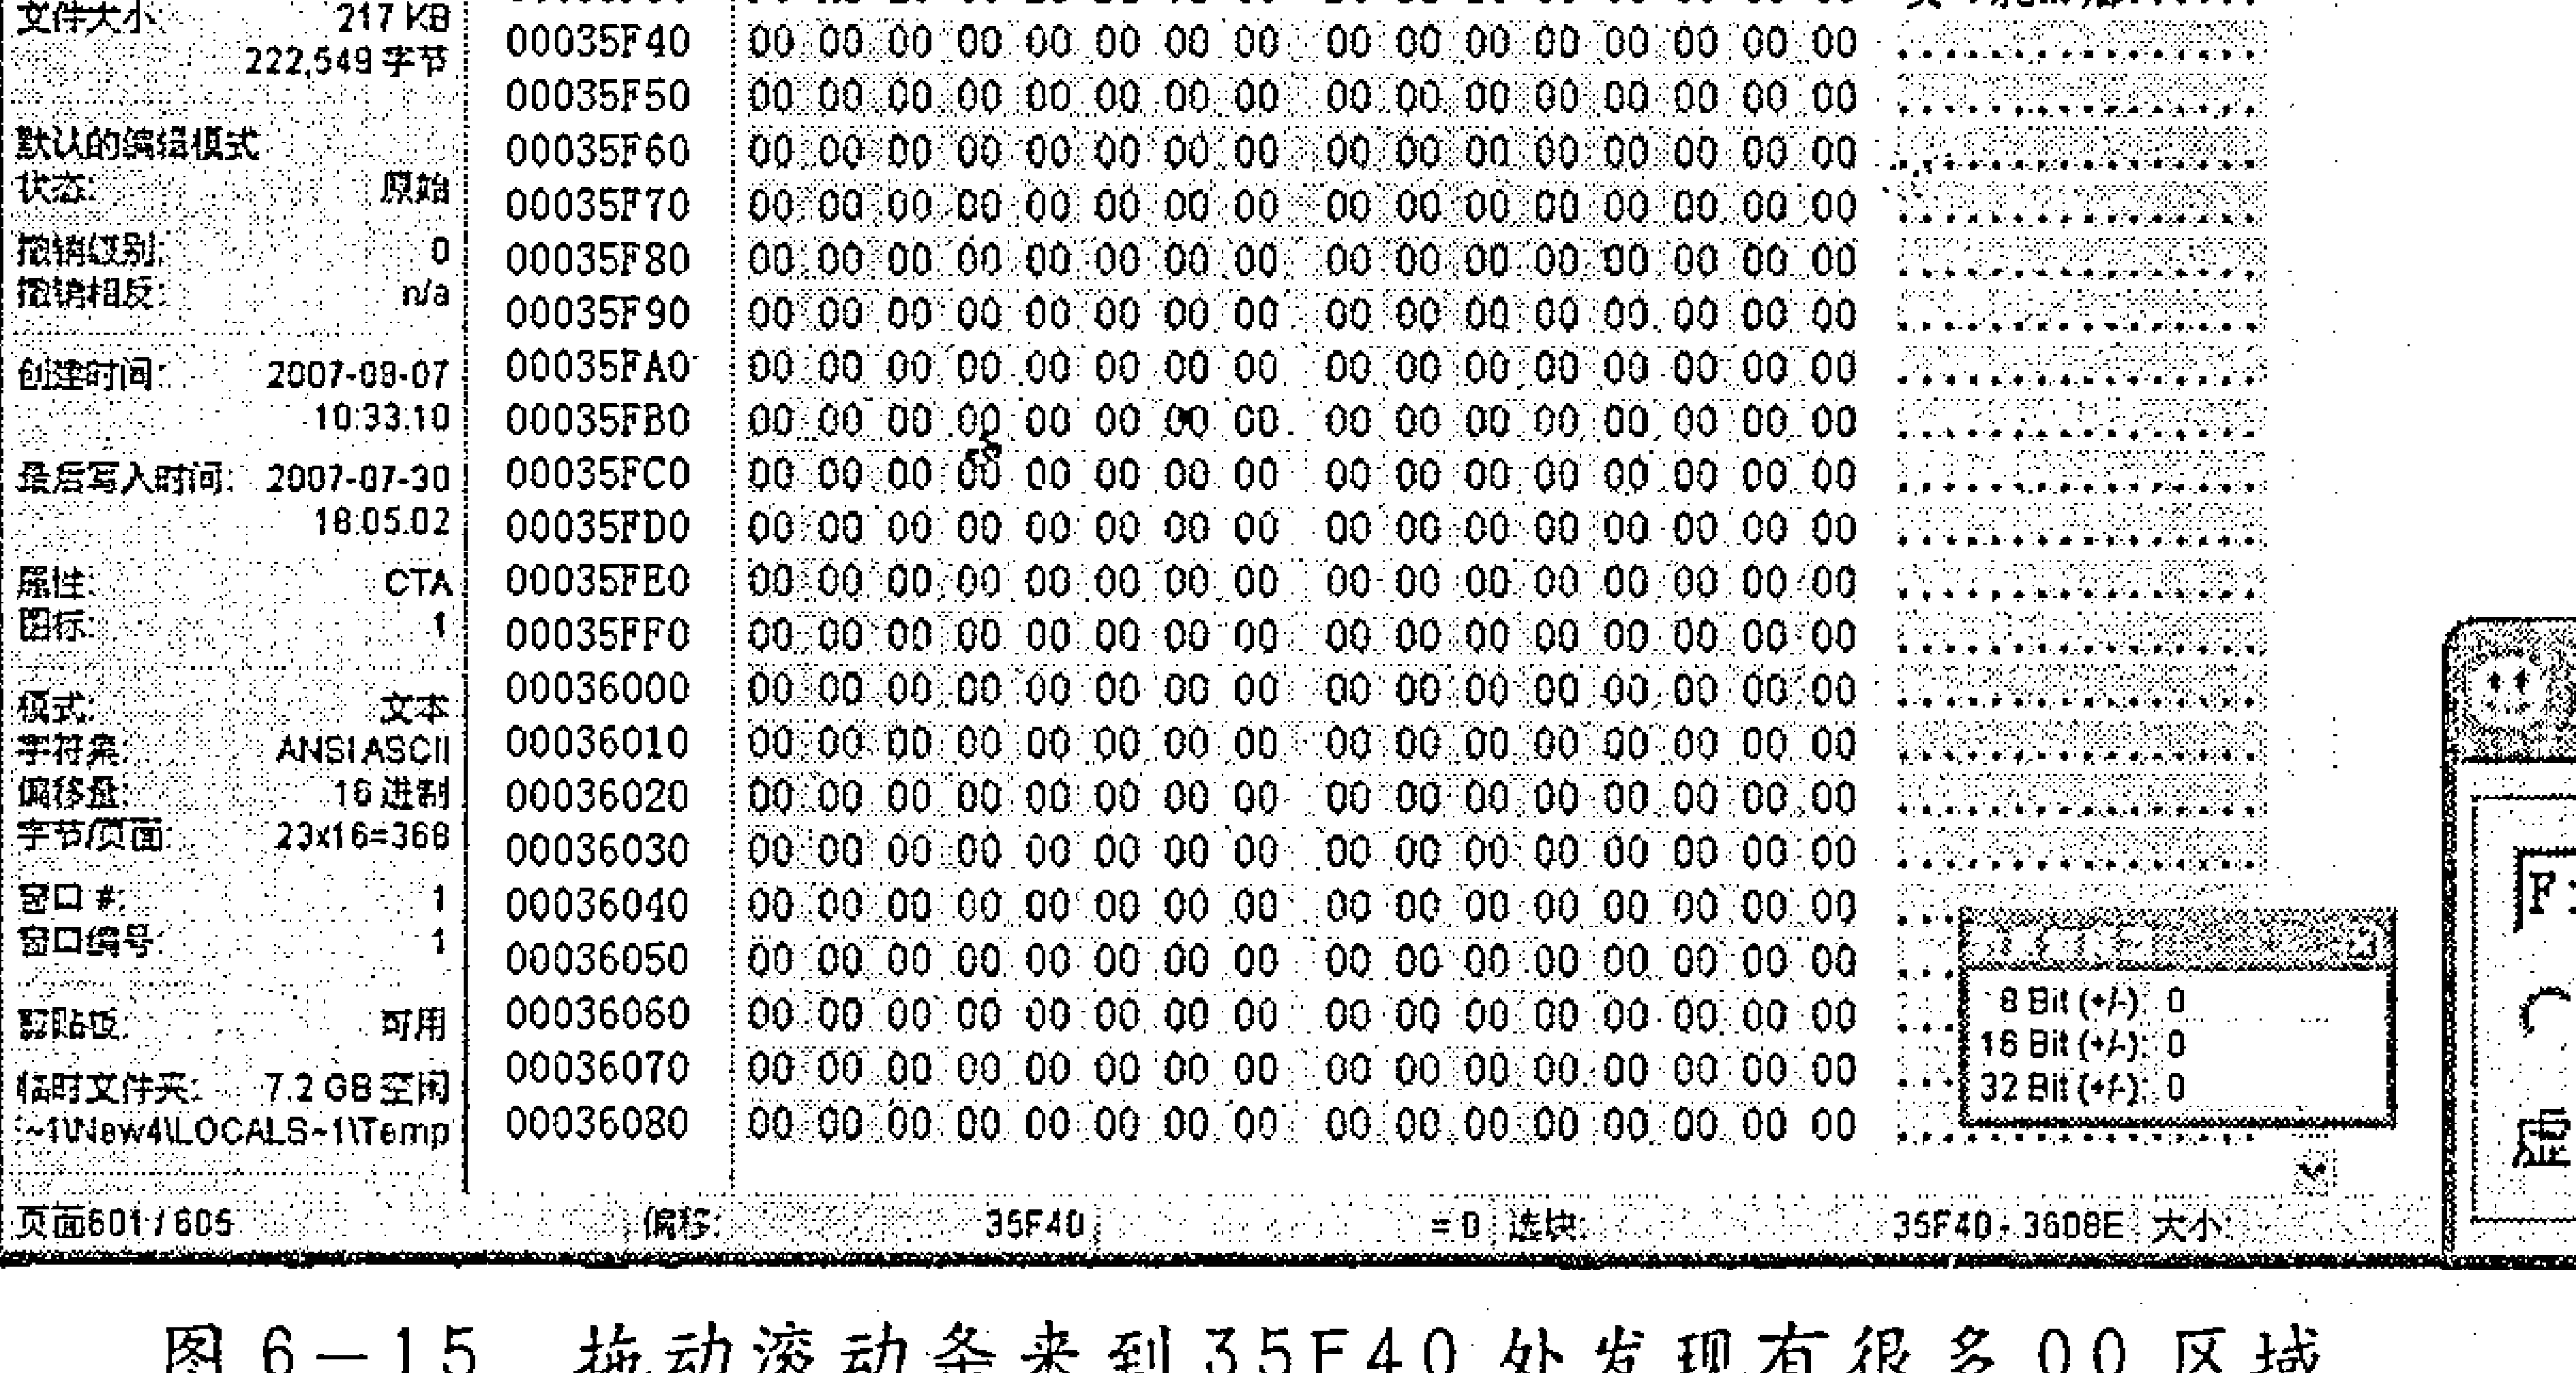 文件大小: 217 KB
222,549 字节
默认的编辑模式
状态: 原始
撤销级别: 0
撤销相反: n/a
创建时间: 2007-08-07
10:33:10
最后写入时间: 2007-07-30
18:05:02
属性: CTA
图标: 1
模式: 文本
字符集: ANSI ASCII
偏移量: 16 进制
字节/页面: 23x16=368
窗口 #: 1
窗口编号: 1
剪贴板: 可用
临时文件夹: 7.2 GB 空闲
~1\New4\LOCALS~1\Temp
00035F40 00 00 00 00 00 00 00 00 00 00 00 00 00 00 00 00 ................
00035F50 00 00 00 00 00 00 00 00 00 00 00 00 00 00 00 00 ................
00035F60 00 00 00 00 00 00 00 00 00 00 00 00 00 00 00 00 ................
00035F70 00 00 00 00 00 00 00 00 00 00 00 00 00 00 00 00 ................
00035F80 00 00 00 00 00 00 00 00 00 00 00 00 00 00 00 00 ................
00035F90 00 00 00 00 00 00 00 00 00 00 00 00 00 00 00 00 ................
00035FA0 00 00 00 00 00 00 00 00 00 00 00 00 00 00 00 00 ................
00035FB0 00 00 00 00 00 00 00 00 00 00 00 00 00 00 00 00 ................
00035FC0 00 00 00 00 00 00 00 00 00 00 00 00 00 00 00 00 ................
00035FD0 00 00 00 00 00 00 00 00 00 00 00 00 00 00 00 00 ................
00035FE0 00 00 00 00 00 00 00 00 00 00 00 00 00 00 00 00 ................
00035FF0 00 00 00 00 00 00 00 00 00 00 00 00 00 00 00 00 ................
00036000 00 00 00 00 00 00 00 00 00 00 00 00 00 00 00 00 ................
00036010 00 00 00 00 00 00 00 00 00 00 00 00 00 00 00 00 ................
00036020 00 00 00 00 00 00 00 00 00 00 00 00 00 00 00 00 ................
00036030 00 00 00 00 00 00 00 00 00 00 00 00 00 00 00 00 ................
00036040 00 00 00 00 00 00 00 00 00 00 00 00 00 00 00 00 ...
00036050 00 00 00 00 00 00 00 00 00 00 00 00 00 00 00 00 ...
00036060 00 00 00 00 00 00 00 00 00 00 00 00 00 00 00 00 ...
00036070 00 00 00 00 00 00 00 00 00 00 00 00 00 00 00 00 ...
00036080 00 00 00 00 00 00 00 00 00 00 00 00 00 00 00 00 ................
8 Bit (+/-): 0
16 Bit (+/-): 0
32 Bit (+/-): 0
F:
虚
页面601 / 605 偏移: 35F40 = 0 选块: 35F40 - 3608E 大小:
图 6-15 拖动滚动条来到 35F40 处发现有很多 00 区域